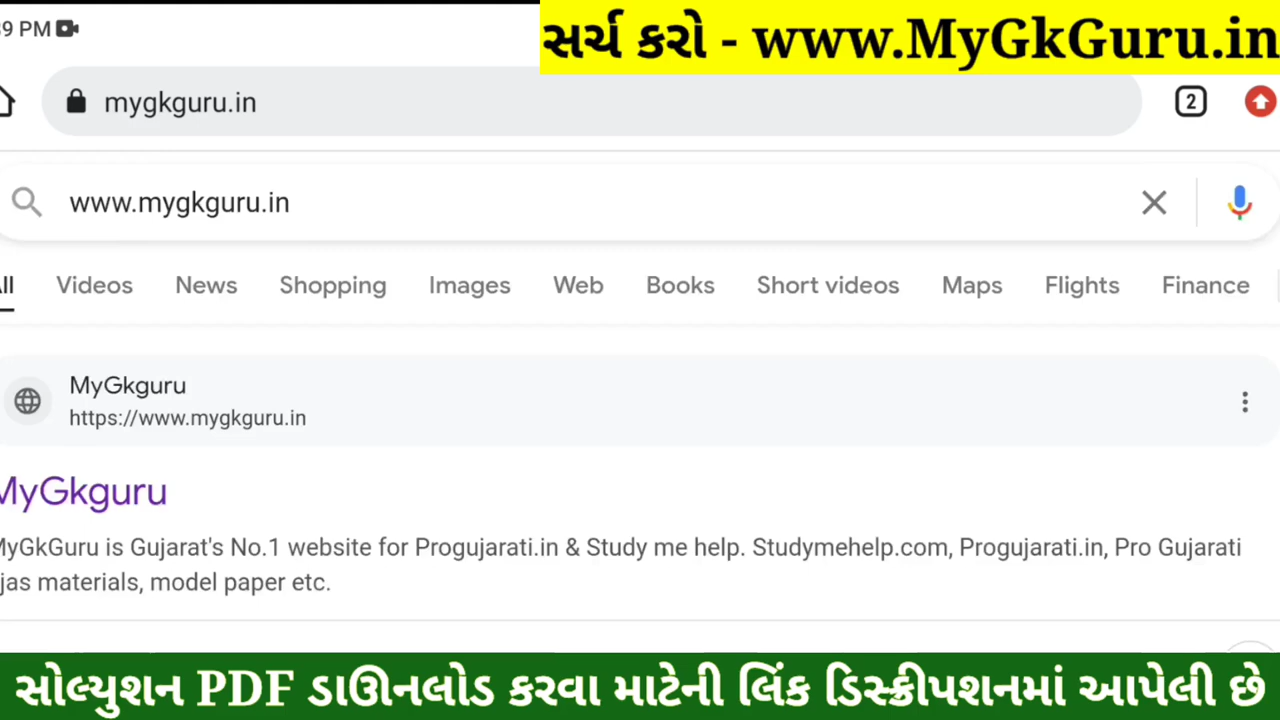 9 PM
સર્ચ કરો - www.MyGkGuru.in
mygkguru.in
2
www.mygkguru.in
All Videos News Shopping Images Web Books Short videos Maps Flights Finance
MyGkguru
https://www.mygkguru.in
MyGkguru
MyGkGuru is Gujarat's No.1 website for Progujarati.in & Study me help. Studymehelp.com, Progujarati.in, Pro Gujarati
jas materials, model paper etc.
સોલ્યુશન PDF ડાઊનલોડ કરવા માટેની લિંક ડિસ્ક્રીપશનમાં આપેલી છે